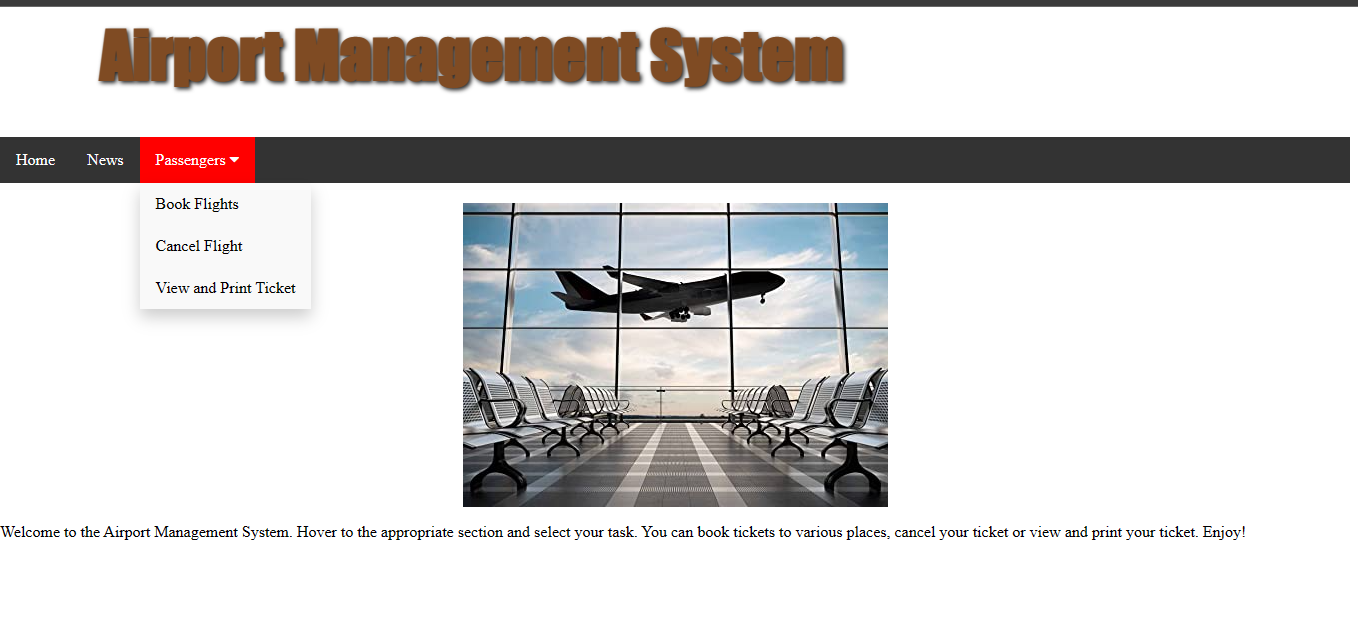 Airport Management System
Home News Passengers
Book Flights
Cancel Flight
View and Print Ticket
Welcome to the Airport Management System. Hover to the appropriate section and select your task. You can book tickets to various places, cancel your ticket or view and print your ticket. Enjoy!